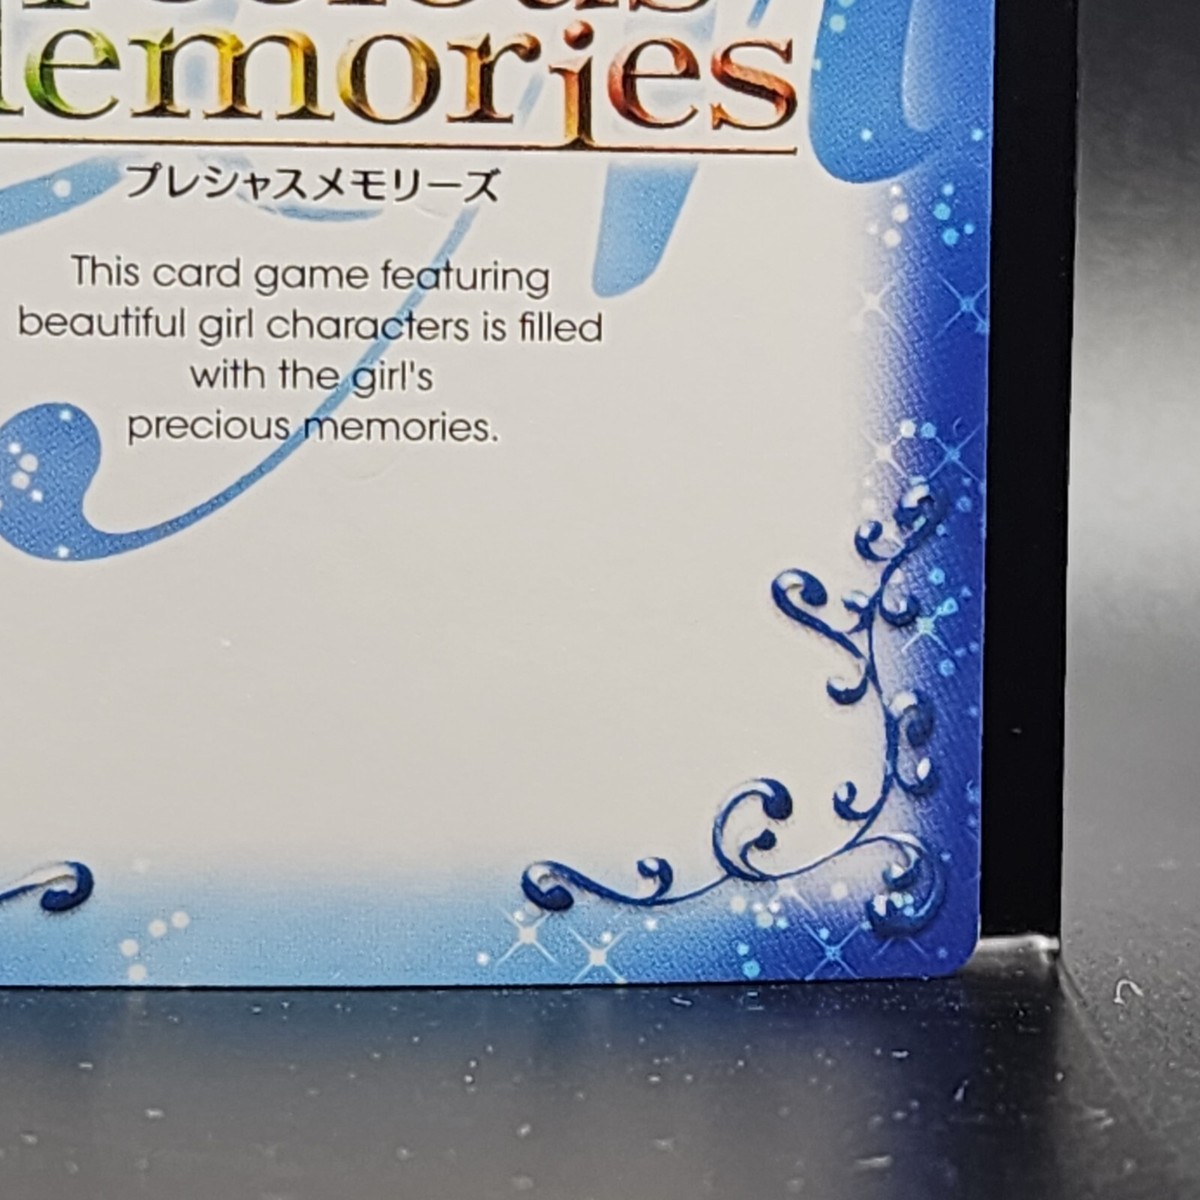 emories
プレシャスメモリーズ
This card game featuring
beautiful girl characters is filled
with the girl's
precious memories.